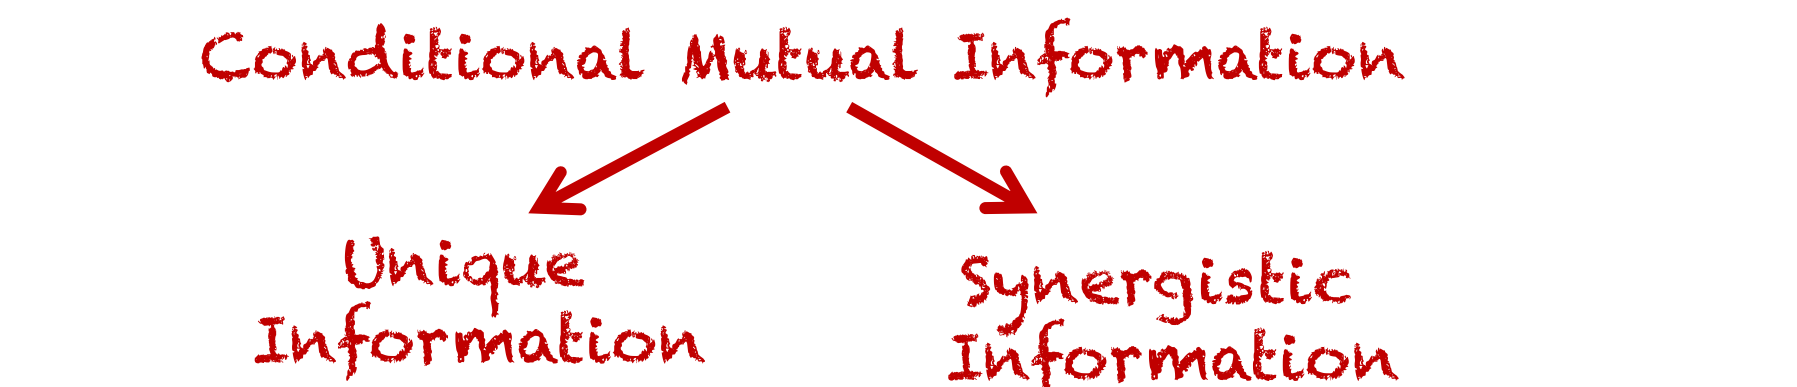 Conditional Mutual Information
Unique
Information
Synergistic
Information